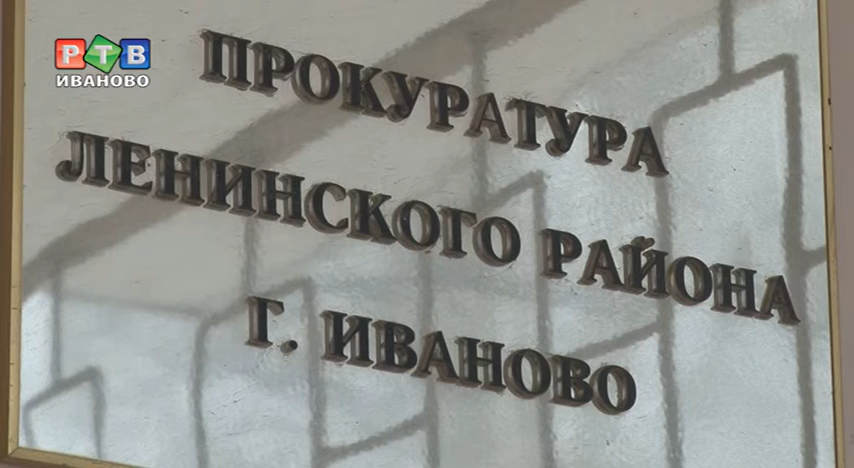 РТВ
ИВАНОВО
ПРОКУРАТУРА
ЛЕНИНСКОГО РАЙОНА
Г. ИВАНОВО